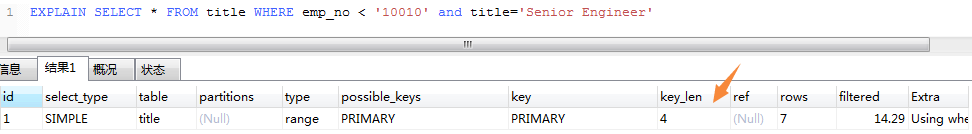 1 EXPLAIN SELECT * FROM title WHERE emp_no < '10010' and title='Senior Engineer'
信息 结果1 概况 状态
id select_type table partitions type possible_keys key key_len ref rows filtered Extra
1 SIMPLE title (Null) range PRIMARY PRIMARY 4 (Null) 7 14.29 Using whe